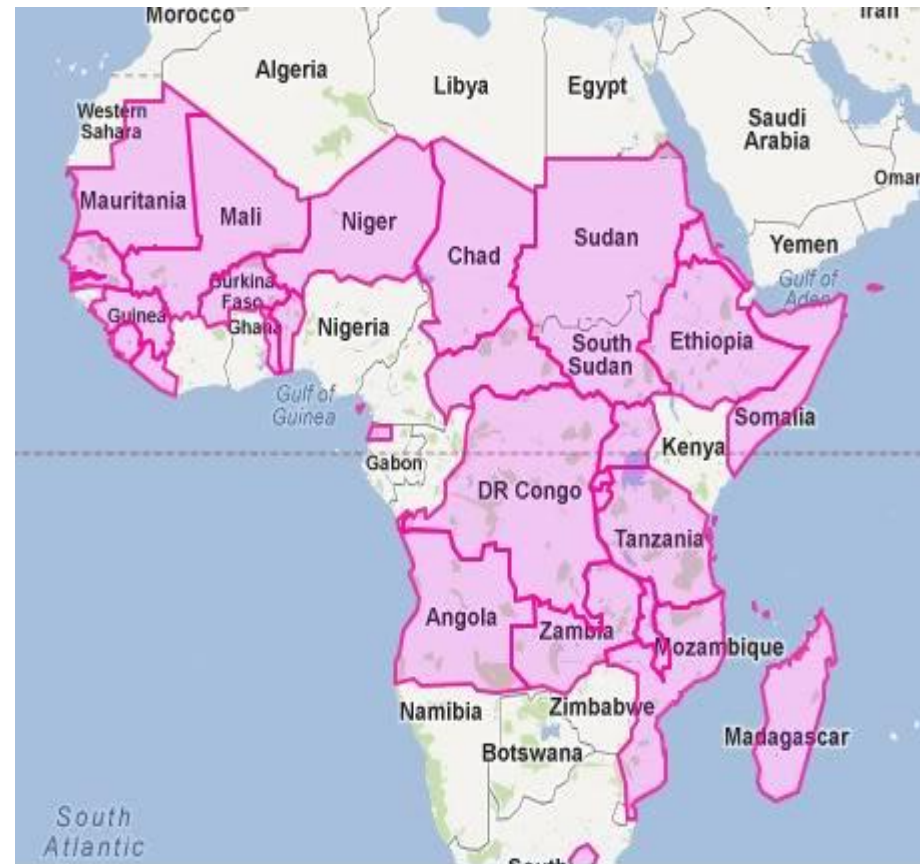 Morocco
Iran
Algeria
Libya
Egypt
Western
Sahara
Saudi
Arabia
Oman
Mauritania
Mali
Niger
Chad
Sudan
Yemen
Gulf of
Aden
Burkina
Faso
Guinea
Ghana
Nigeria
South
Sudan
Ethiopia
Gulf of
Guinea
Somalia
Kenya
Gabon
DR Congo
Tanzania
Angola
Zambia
Mozambique
Namibia
Zimbabwe
Botswana
Madagascar
South
Atlantic
South